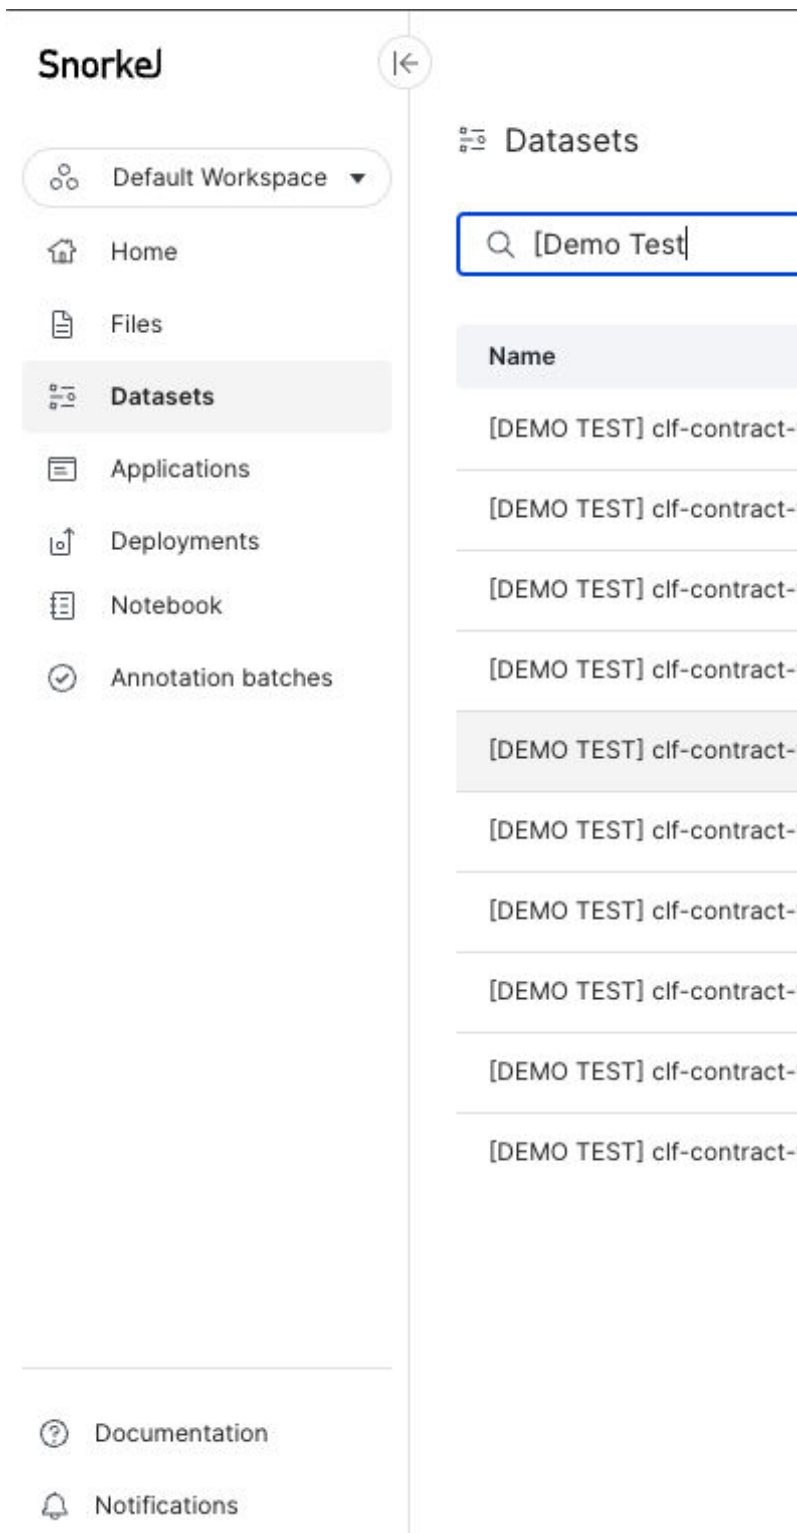 Snorkel
Default Workspace
Home
Files
Datasets
Applications
Deployments
Notebook
Annotation batches
Documentation
Notifications
Datasets
[Demo Test
Name
[DEMO TEST] clf-contract-
[DEMO TEST] clf-contract-
[DEMO TEST] clf-contract-
[DEMO TEST] clf-contract-
[DEMO TEST] clf-contract-
[DEMO TEST] clf-contract-
[DEMO TEST] clf-contract-
[DEMO TEST] clf-contract-
[DEMO TEST] clf-contract-
[DEMO TEST] clf-contract-